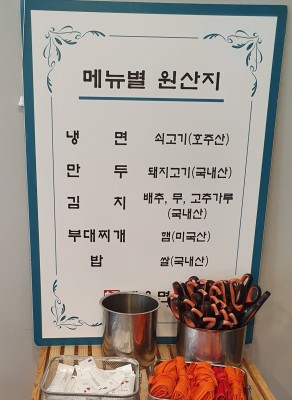 메뉴별 원산지
냉 면 쇠고기(호주산)
만 두 돼지고기(국내산)
김 치 배추, 무, 고추가루
(국내산)
부대찌개 햄(미국산)
밥 쌀(국내산)
면